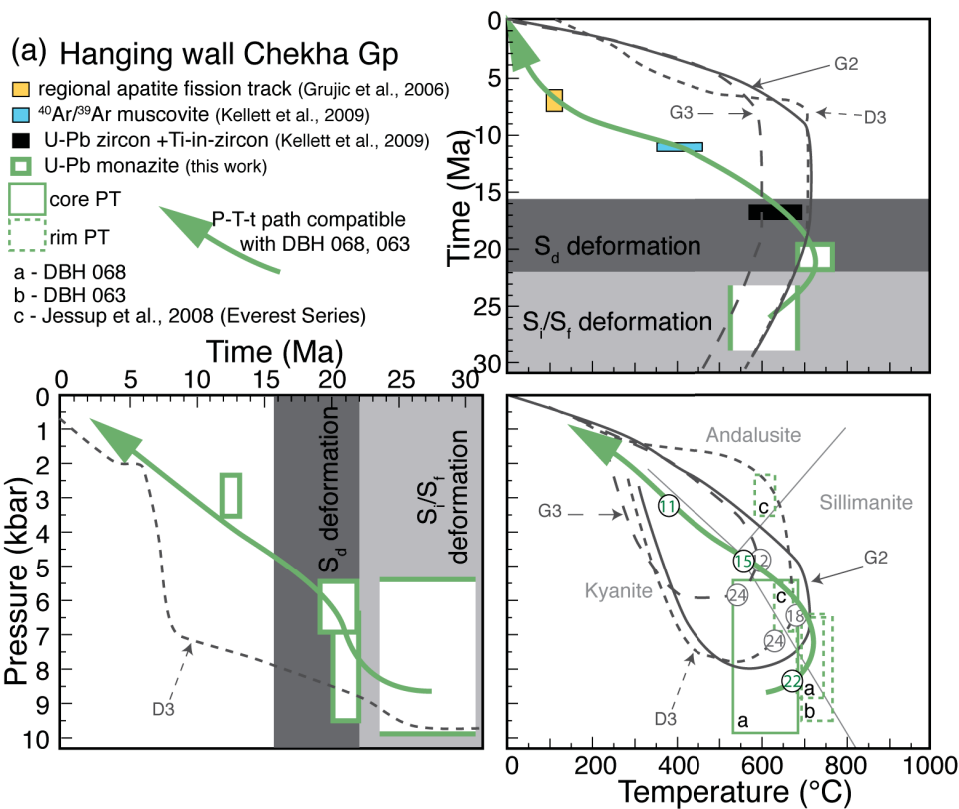 (a) Hanging wall Chekha Gp
regional apatite fission track (Grujic et al., 2006)
40Ar/39Ar muscovite (Kellett et al., 2009)
U-Pb zircon +Ti-in-zircon (Kellett et al., 2009)
U-Pb monazite (this work)
core PT
rim PT
P-T-t path compatible
with DBH 068, 063
a - DBH 068
b - DBH 063
c - Jessup et al., 2008 (Everest Series)
Time (Ma)
0
5
10
15
20
25
30
G2
G3
D3
Sd deformation
Si/Sf deformation
Time (Ma)
0 5 10 15 20 25 30
Pressure (kbar)
0
1
2
3
4
5
6
7
8
9
10
Sd deformation
Si/Sf
deformation
D3
Andalusite
Sillimanite
Kyanite
G3
G2
D3
c
11
15
12
24
c
18
24
22
a
a
b
0 200 400 600 800 1000
Temperature (°C)